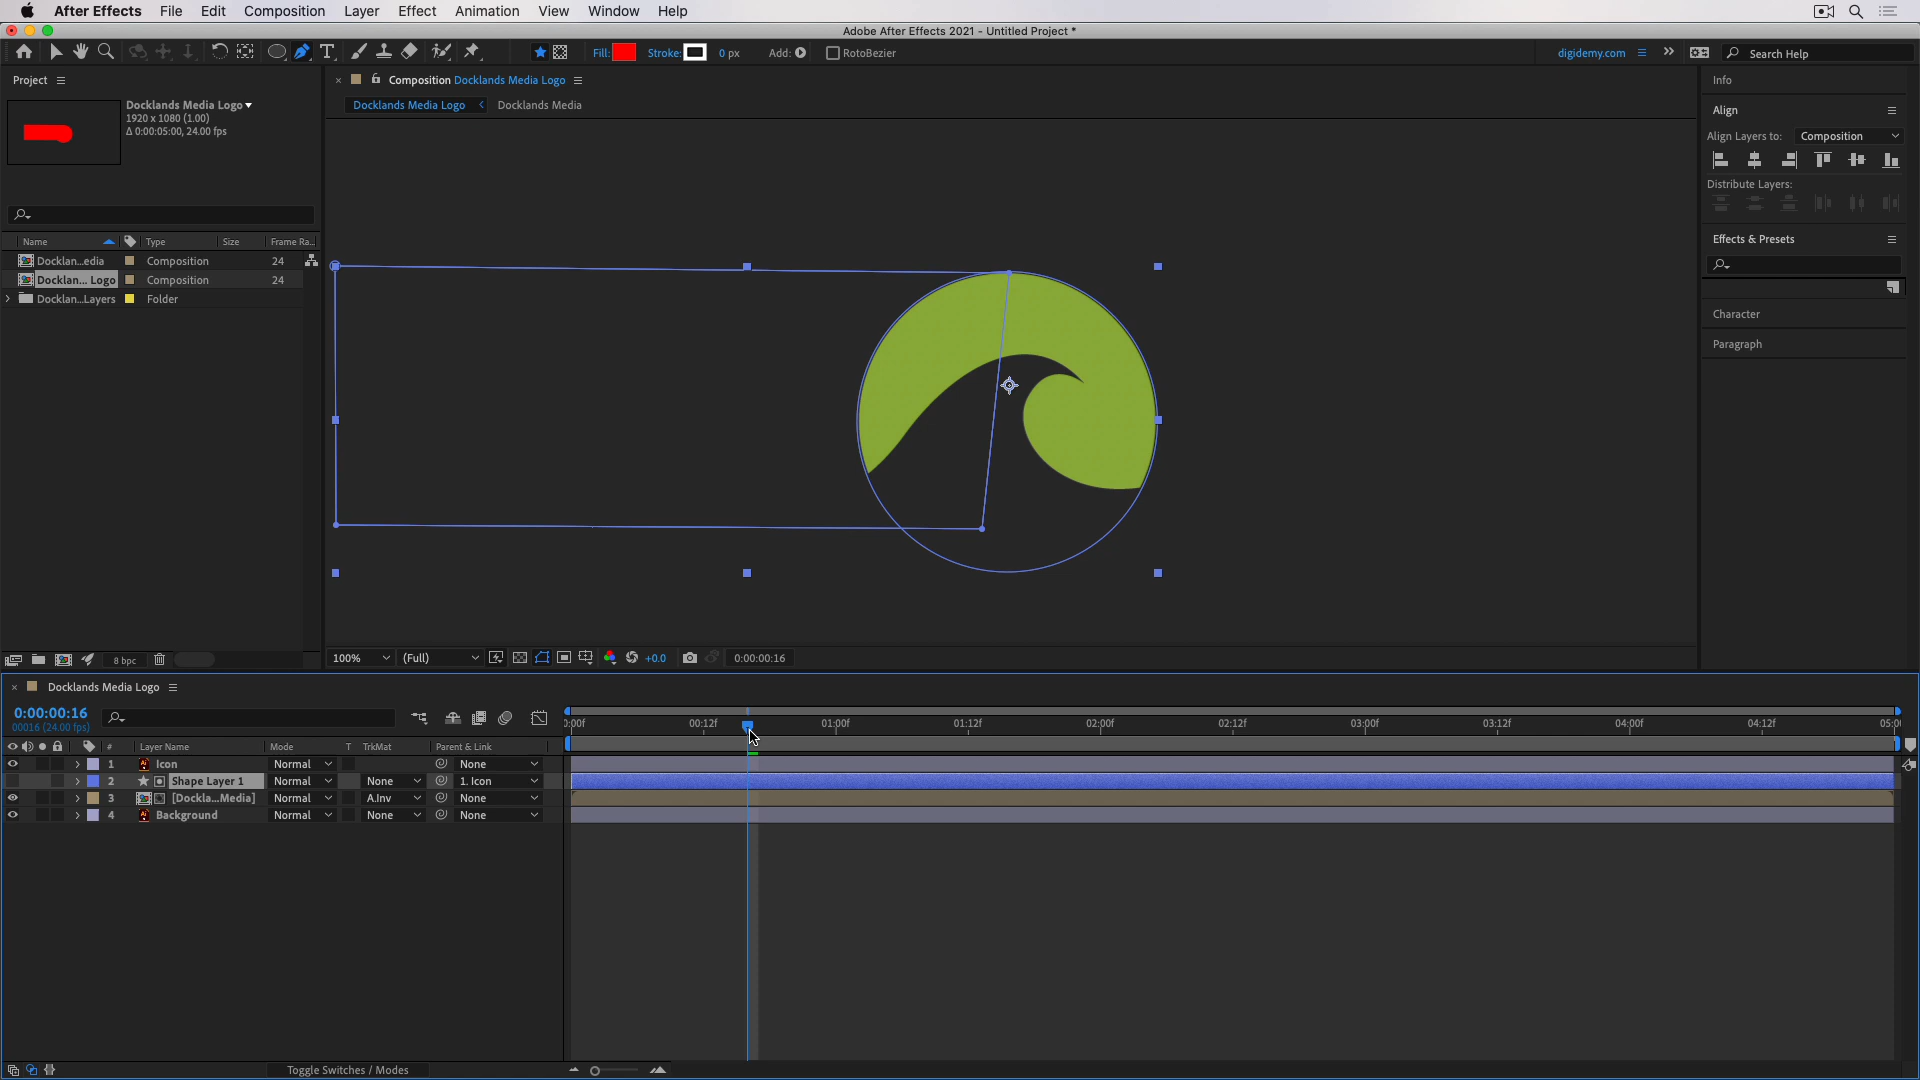 After Effects File Edit Composition Layer Effect Animation View Window Help
Adobe After Effects 2021 - Untitled Project *
Fill: Stroke: 0 px Add: RotoBezier digidemy.com Search Help
Project
Docklands Media Logo
1920 x 1080 (1.00)
Δ 0:00:05:00, 24.00 fps
Name Type Size Frame Ra...
Docklan...edia Composition 24
Docklan... Logo Composition 24
Docklan...Layers Folder
8 bpc
Composition Docklands Media Logo
Docklands Media Logo Docklands Media
100% (Full) +0.0 0:00:00:16
Info
Align
Align Layers to: Composition
Distribute Layers:
Effects & Presets
Character
Paragraph
Docklands Media Logo
0:00:00:16
00016 (24.00 fps)
:00f 00:12f 01:00f 01:12f 02:00f 02:12f 03:00f 03:12f 04:00f 04:12f 05:0
# Layer Name Mode T TrkMat Parent & Link
1 Icon Normal None
2 Shape Layer 1 Normal None 1. Icon
3 [Dockla...Media] Normal A.Inv None
4 Background Normal None None
Toggle Switches / Modes